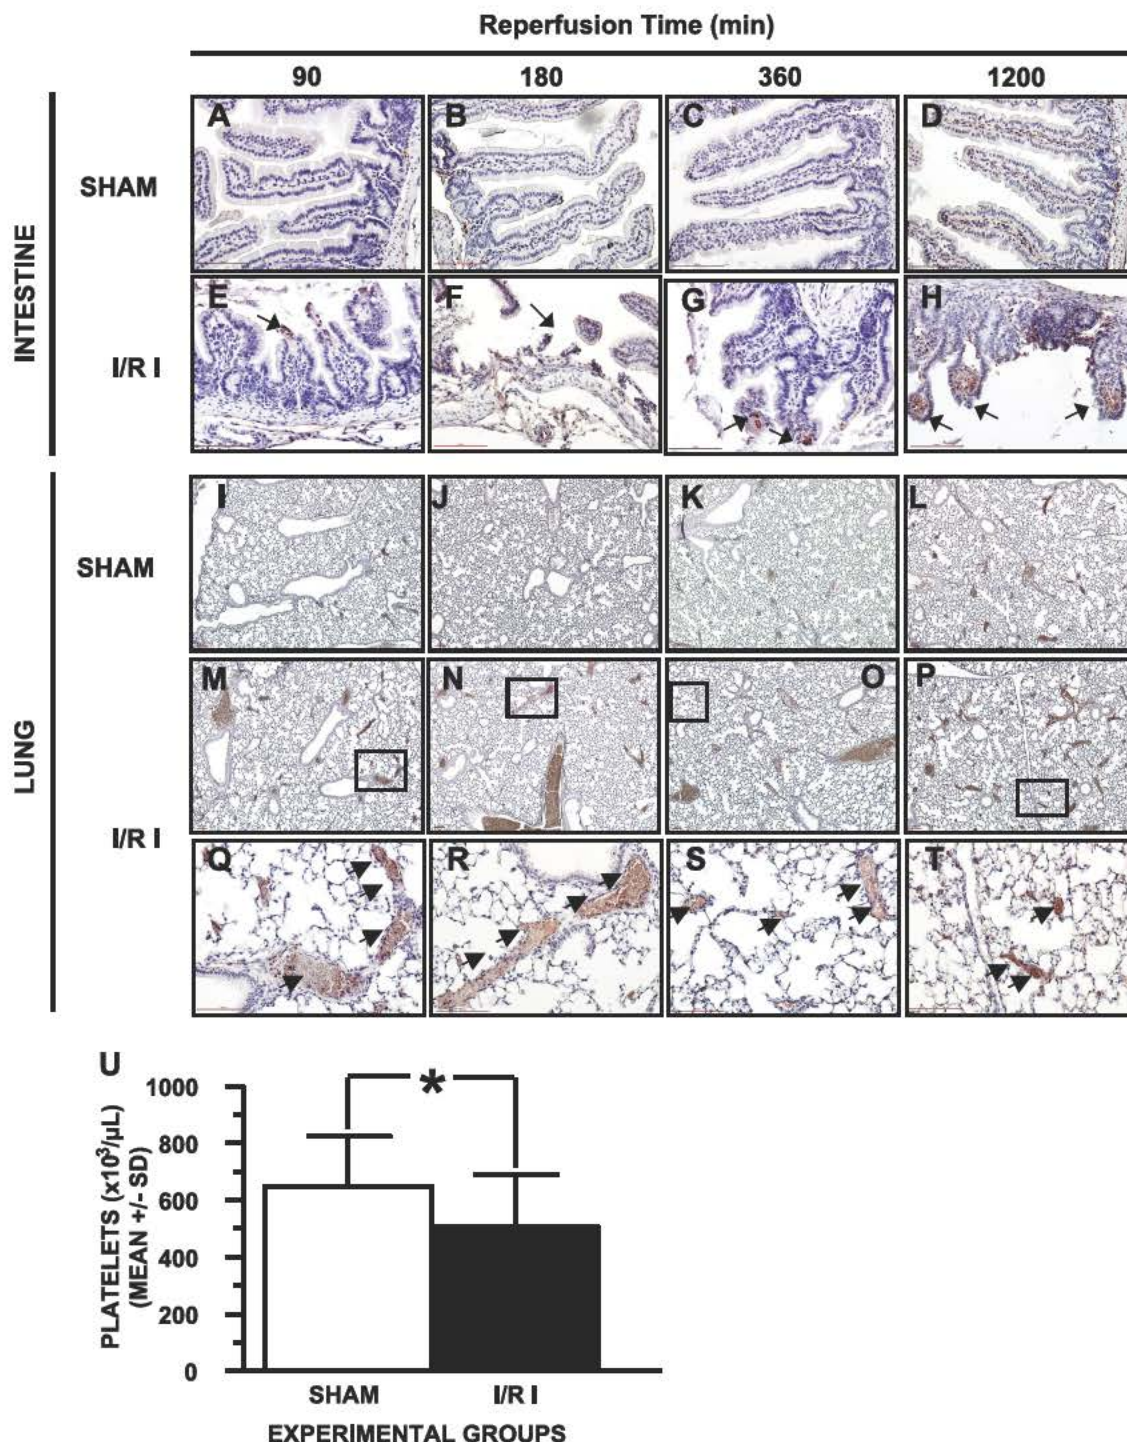 Reperfusion Time (min)
90 180 360 1200
INTESTINE
SHAM
A B C D
I/R I
E F G H
LUNG
SHAM
I J K L
I/R I
M N O P
Q R S T
U
PLATELETS (x10³/µL)
(MEAN +/- SD)
1000
800
600
400
200
0
*
SHAM I/R I
EXPERIMENTAL GROUPS